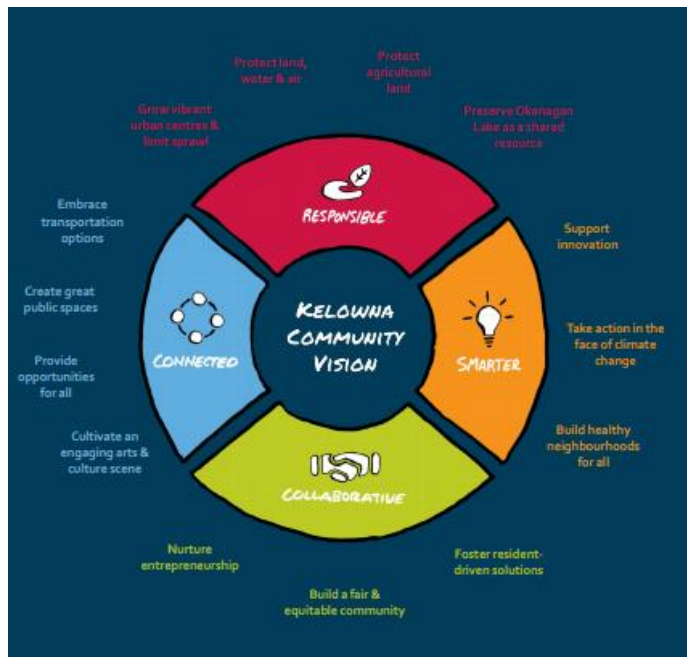 Protect land,
water & air
Protect
agricultural
land
Grow vibrant
urban centres &
limit sprawl
Preserve Okanagan
Lake as a shared
resource
RESPONSIBLE
Embrace
transportation
options
Create great
public spaces
Provide
opportunities
for all
Cultivate an
engaging arts &
culture scene
CONNECTED
KELOWNA
COMMUNITY
VISION
SMARTER
Support
innovation
Take action in the
face of climate
change
Build healthy
neighbourhoods
for all
COLLABORATIVE
Nurture
entrepreneurship
Build a fair &
equitable community
Foster resident-
driven solutions